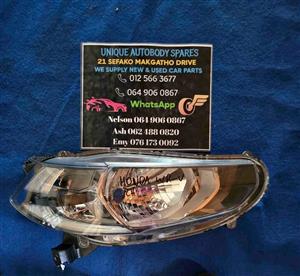 UNIQUE AUTOBODY SPARES
21 SEFAKO MAKGATHO DRIVE
WE SUPPLY NEW & USED CAR PARTS
012 566 3677
064 906 0867
WhatsApp
Nelson 064 906 0867
Ash 062 488 0820
Emy 076 173 0092
HONDA